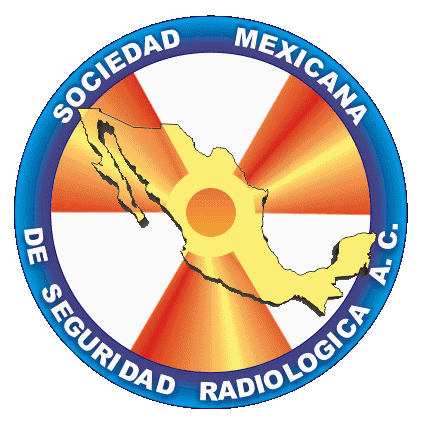 SOCIEDAD MEXICANA
DE SEGURIDAD RADIOLOGICA A.C.